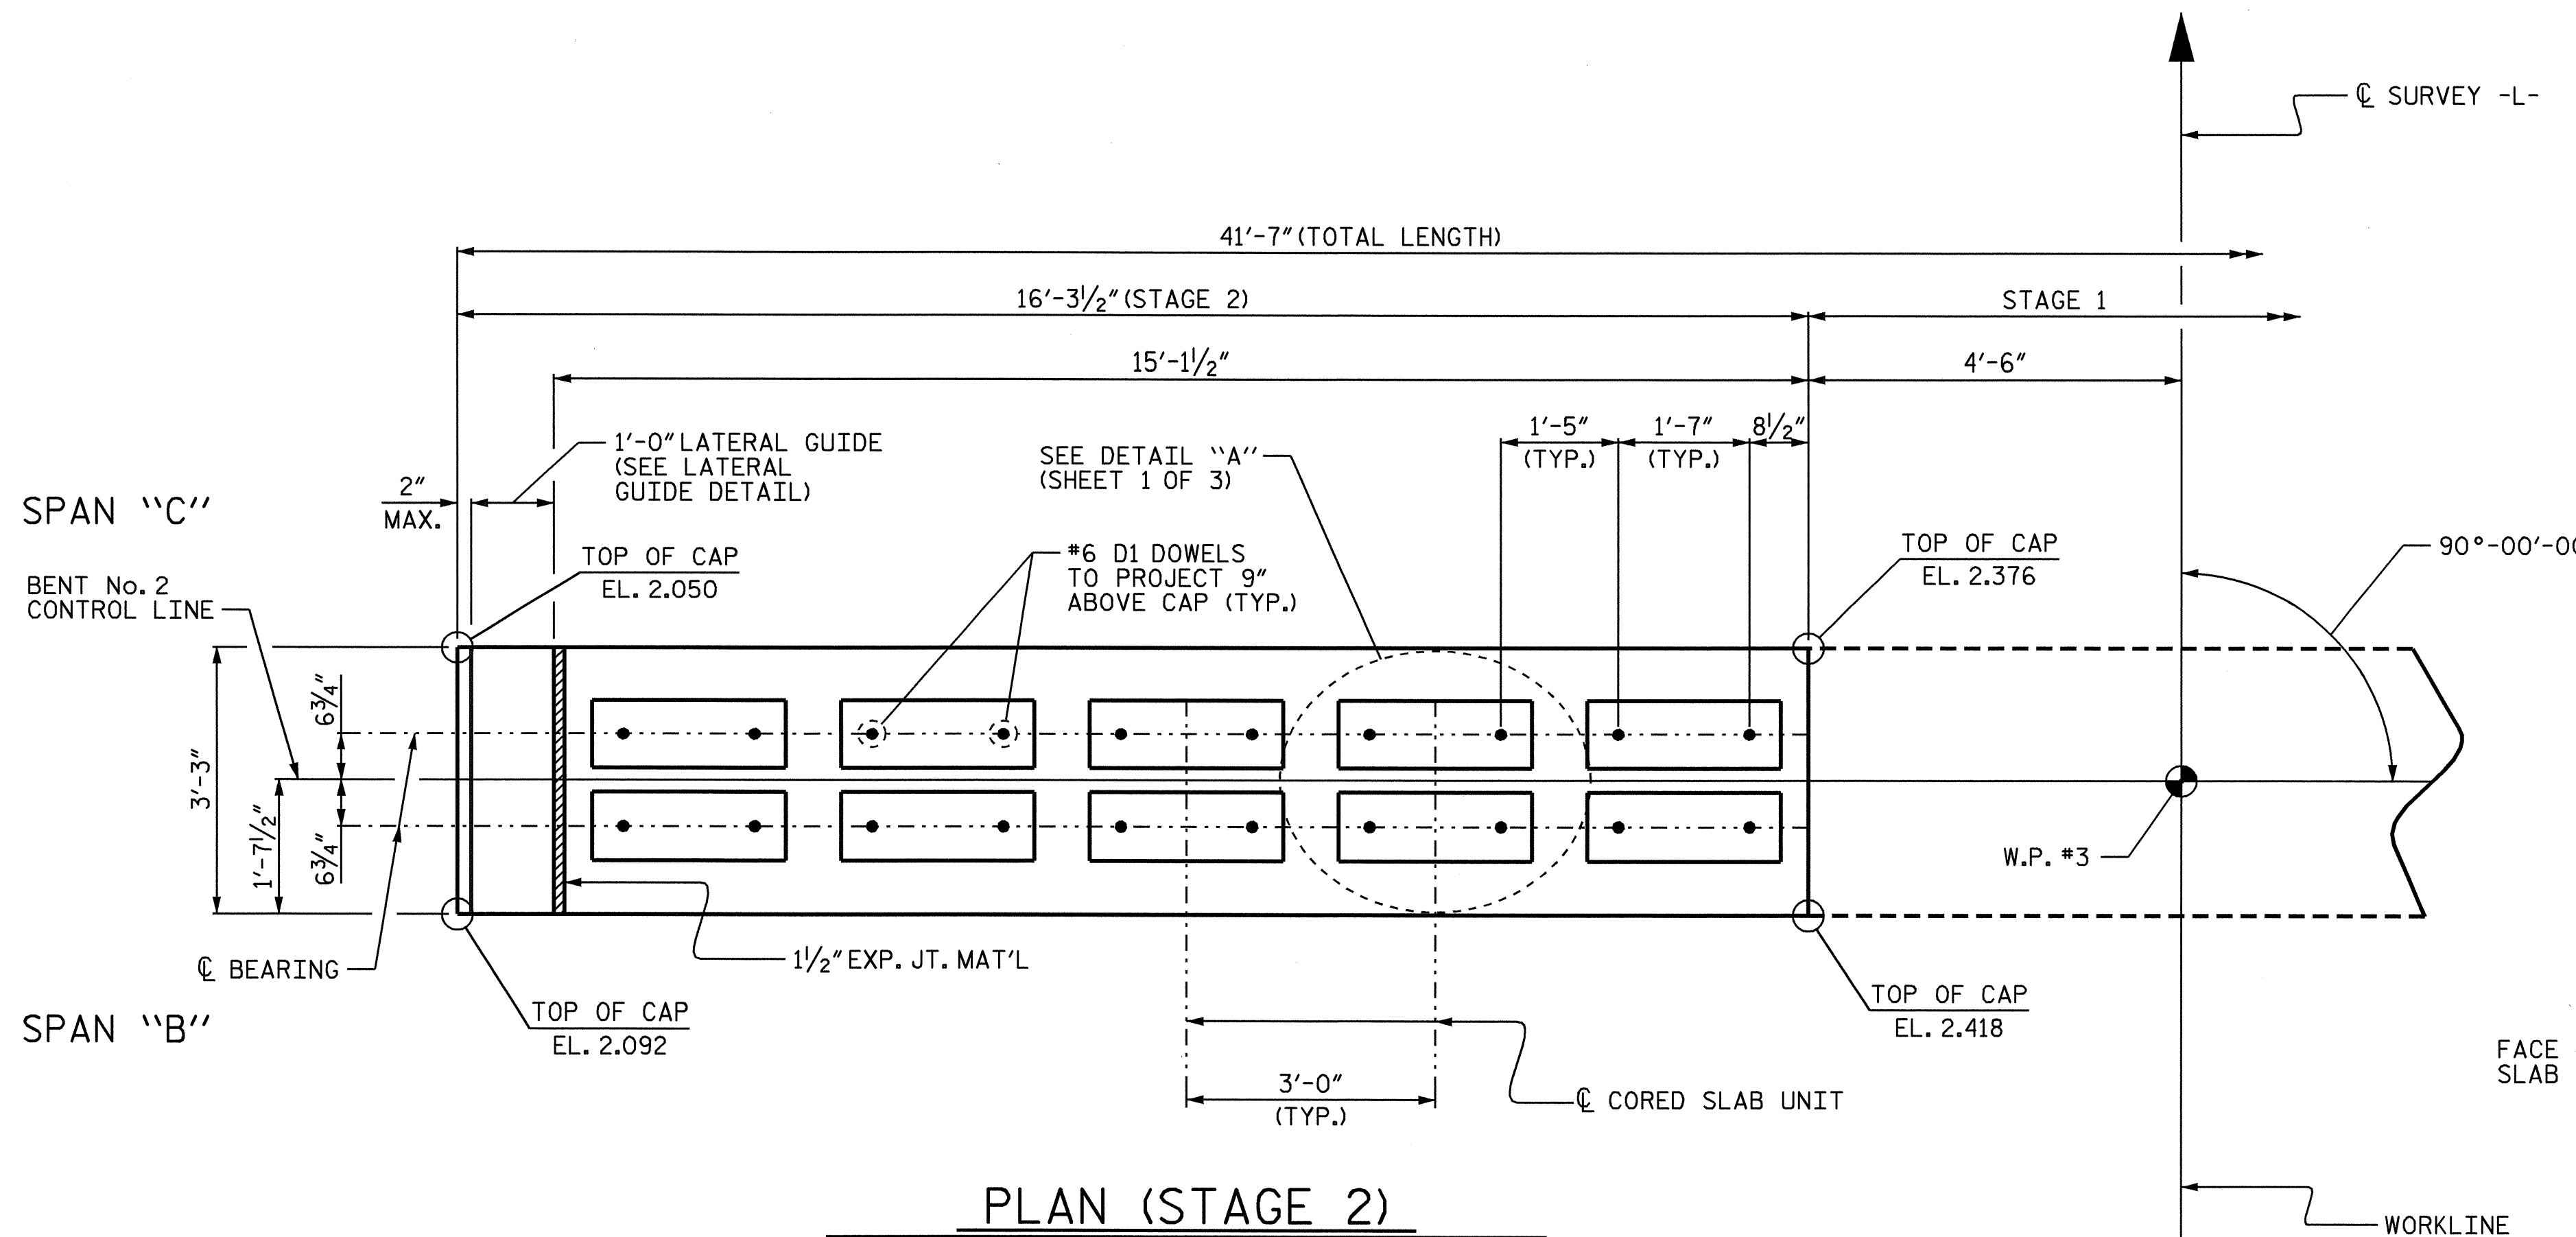 ℄ SURVEY -L-
41'-7" (TOTAL LENGTH)
16'-3½" (STAGE 2)
STAGE 1
15'-1½"
4'-6"
1'-0" LATERAL GUIDE
(SEE LATERAL
GUIDE DETAIL)
SEE DETAIL "A"
(SHEET 1 OF 3)
1'-5"
(TYP.)
1'-7"
(TYP.)
8½"
2"
MAX.
SPAN "C"
TOP OF CAP
EL. 2.050
#6 D1 DOWELS
TO PROJECT 9"
ABOVE CAP (TYP.)
TOP OF CAP
EL. 2.376
90°-00'-00
BENT No. 2
CONTROL LINE
6¾"
3'-3"
1'-7½"
6¾"
W.P. #3
℄ BEARING
1½" EXP. JT. MAT'L
SPAN "B"
TOP OF CAP
EL. 2.092
TOP OF CAP
EL. 2.418
FACE
SLAB
3'-0"
(TYP.)
℄ CORED SLAB UNIT
PLAN (STAGE 2)
WORKLINE